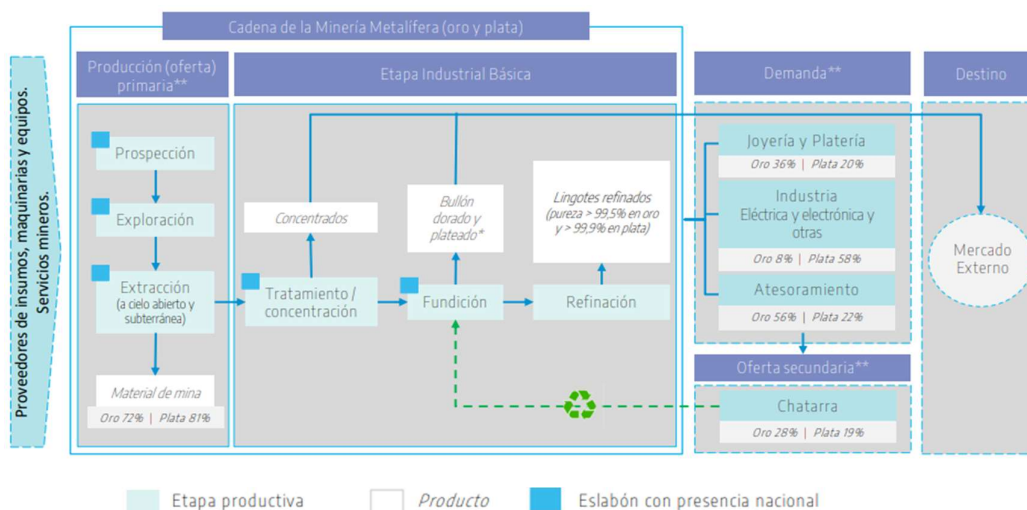 Cadena de la Minería Metalífera (oro y plata)
Proveedores de insumos, maquinarias y equipos.
Servicios mineros.
Producción (oferta)
primaria**
Etapa Industrial Básica
Demanda**
Destino
Prospección
Exploración
Extracción
(a cielo abierto y
subterránea)
Material de mina
Oro 72% | Plata 81%
Concentrados
Tratamiento /
concentración
Bullón
dorado y
plateado*
Fundición
Lingotes refinados
(pureza > 99,5% en oro
y > 99,9% en plata)
Refinación
Joyería y Platería
Oro 36% | Plata 20%
Industria
Eléctrica y electrónica y
otras
Oro 8% | Plata 58%
Atesoramiento
Oro 56% | Plata 22%
Oferta secundaria**
Chatarra
Oro 28% | Plata 19%
Mercado
Externo
Etapa productiva
Producto
Eslabón con presencia nacional